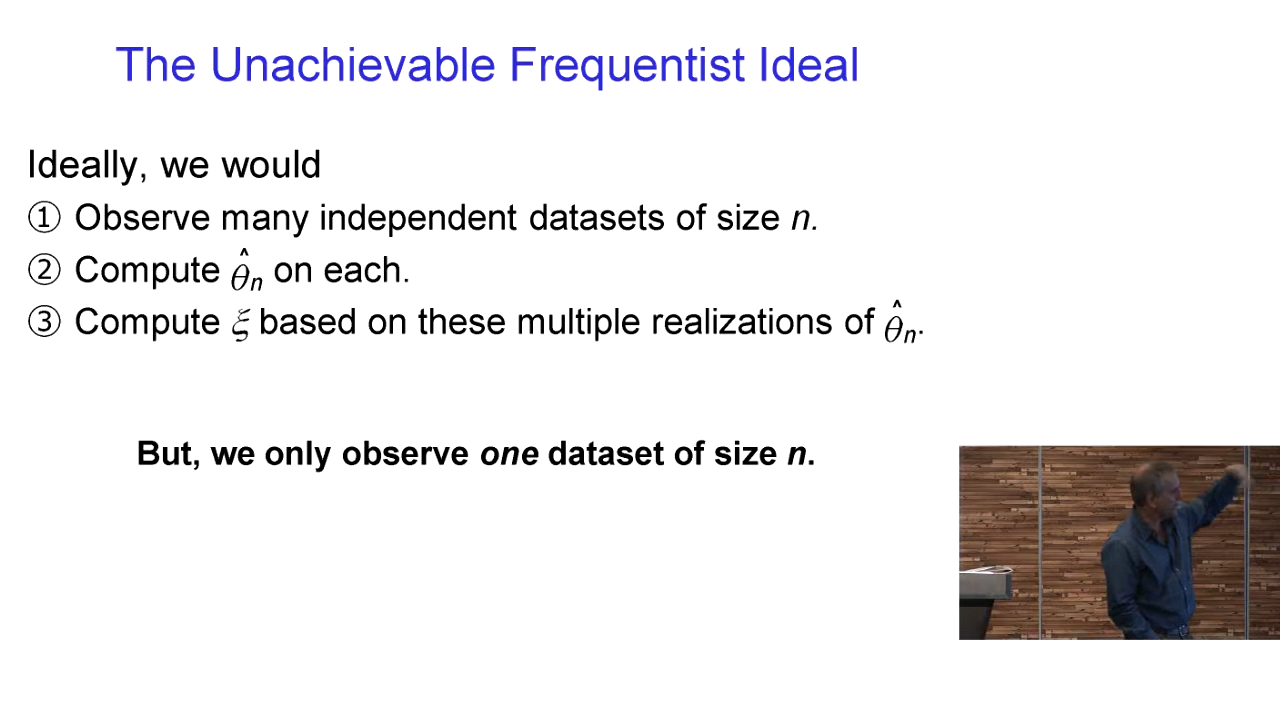 The Unachievable Frequentist Ideal
Ideally, we would
① Observe many independent datasets of size n.
② Compute θ̂ₙ on each.
③ Compute ξ based on these multiple realizations of θ̂ₙ.
But, we only observe one dataset of size n.